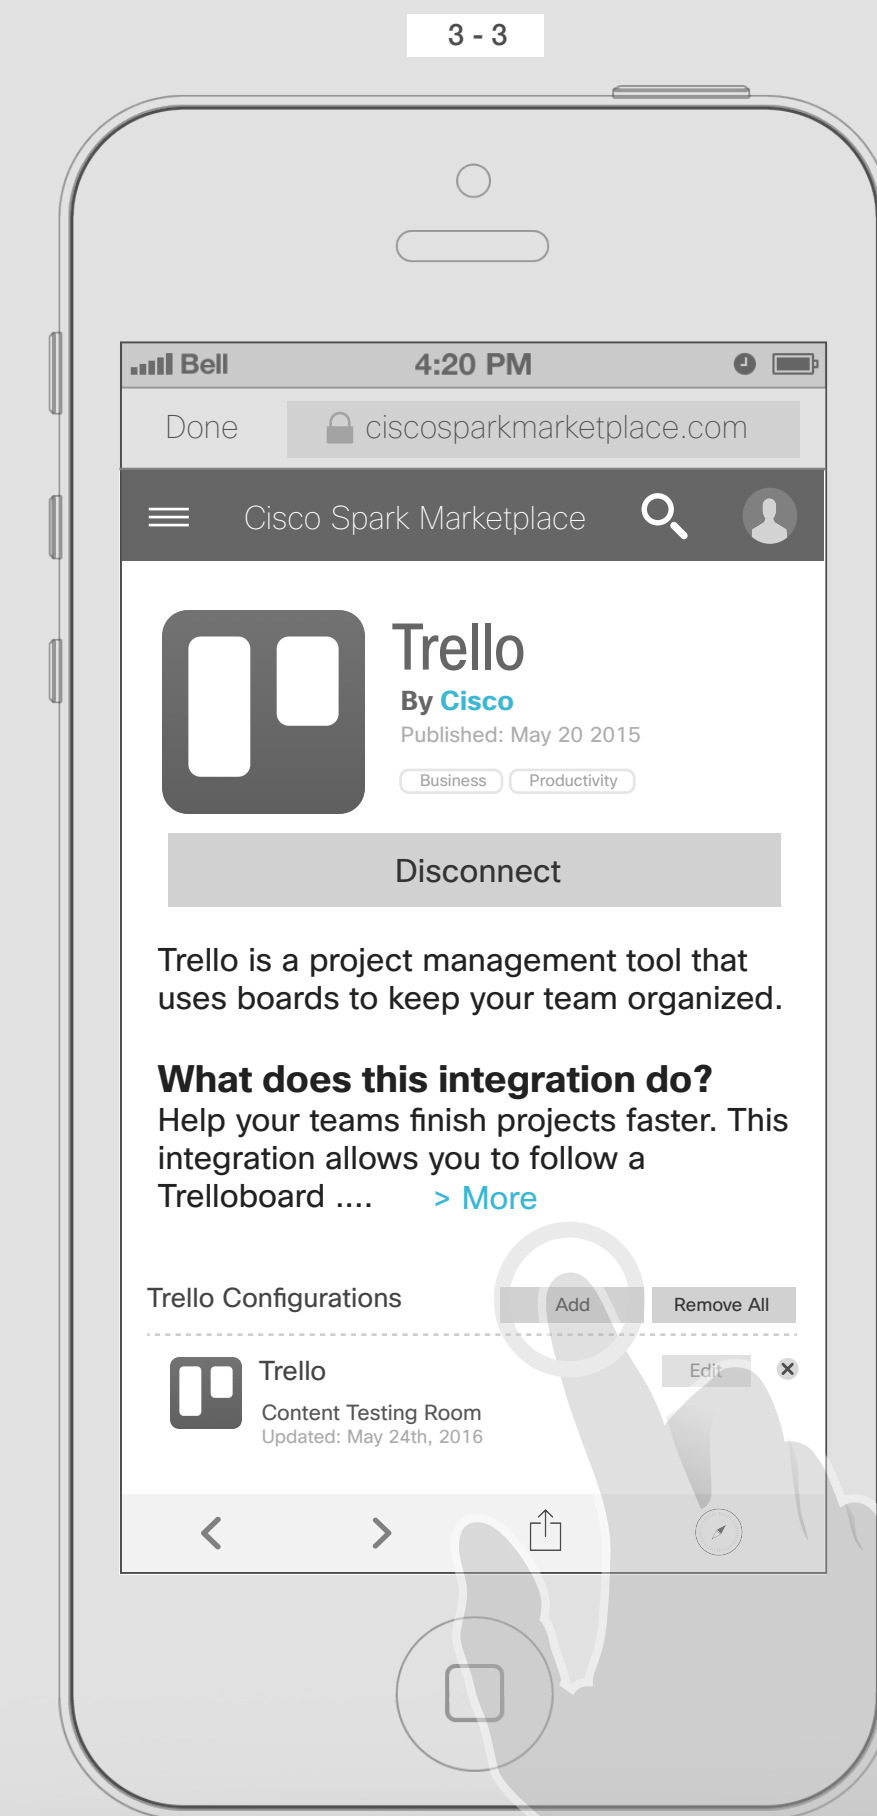 3 - 3
Bell
4:20 PM
Done
ciscosparkmarketplace.com
Cisco Spark Marketplace
Trello
By Cisco
Published: May 20 2015
Business
Productivity
Disconnect
Trello is a project management tool that
uses boards to keep your team organized.
What does this integration do?
Help your teams finish projects faster. This
integration allows you to follow a
Trelloboard .... > More
Trello Configurations
Add
Remove All
Trello
Edit
Content Testing Room
Updated: May 24th, 2016